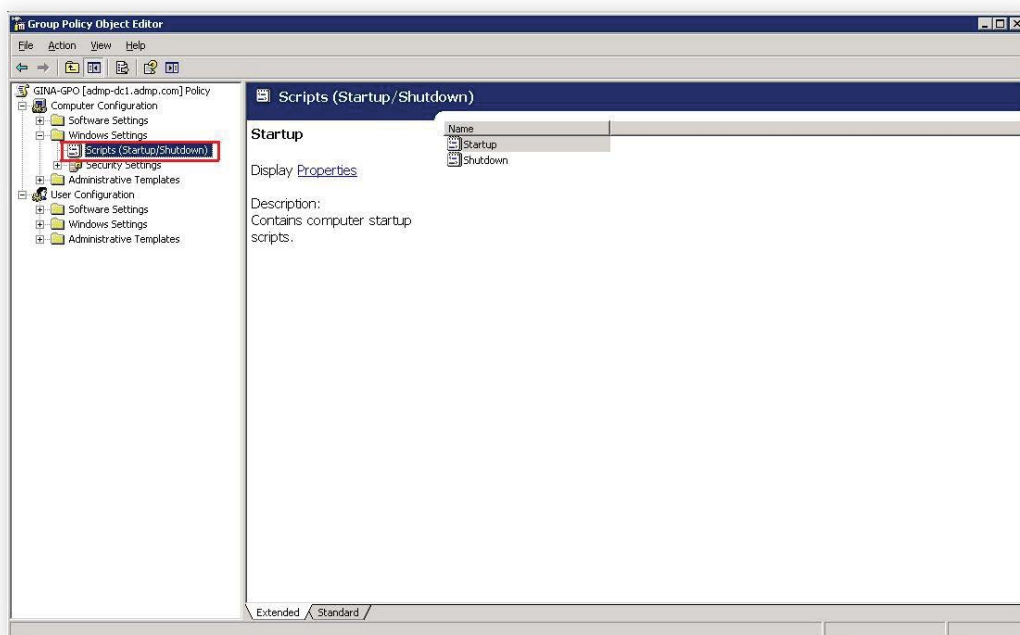 Group Policy Object Editor
File Action View Help
GINA-GPO [admp-dc1.admp.com] Policy
Computer Configuration
Software Settings
Windows Settings
Scripts (Startup/Shutdown)
Security Settings
Administrative Templates
User Configuration
Software Settings
Windows Settings
Administrative Templates
Scripts (Startup/Shutdown)
Startup
Display Properties
Description:
Contains computer startup
scripts.
Name
Startup
Shutdown
Extended Standard